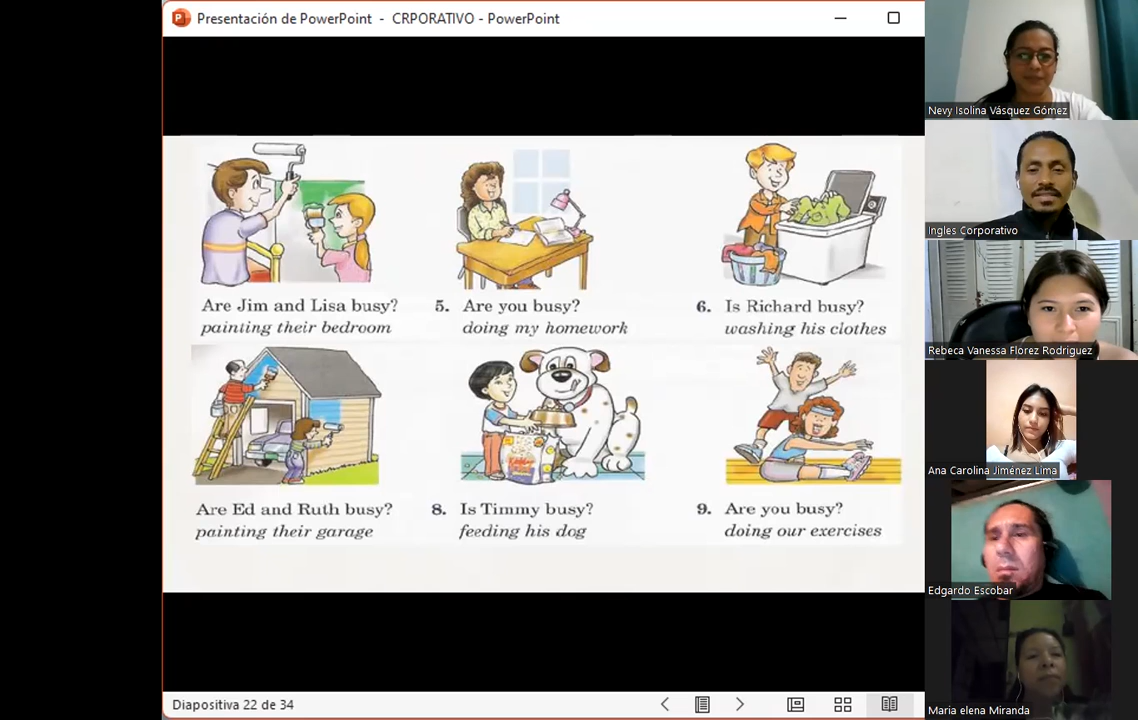 Presentación de PowerPoint - CRPORATIVO - PowerPoint
Are Jim and Lisa busy?
painting their bedroom
5. Are you busy?
doing my homework
6. Is Richard busy?
washing his clothes
Are Ed and Ruth busy?
painting their garage
8. Is Timmy busy?
feeding his dog
9. Are you busy?
doing our exercises
Diapositiva 22 de 34
Nevy Isolina Vásquez Gómez
Ingles Corporativo
Rebeca Vanessa Florez Rodriguez
Ana Carolina Jiménez Lima
Edgardo Escobar
Maria elena Miranda